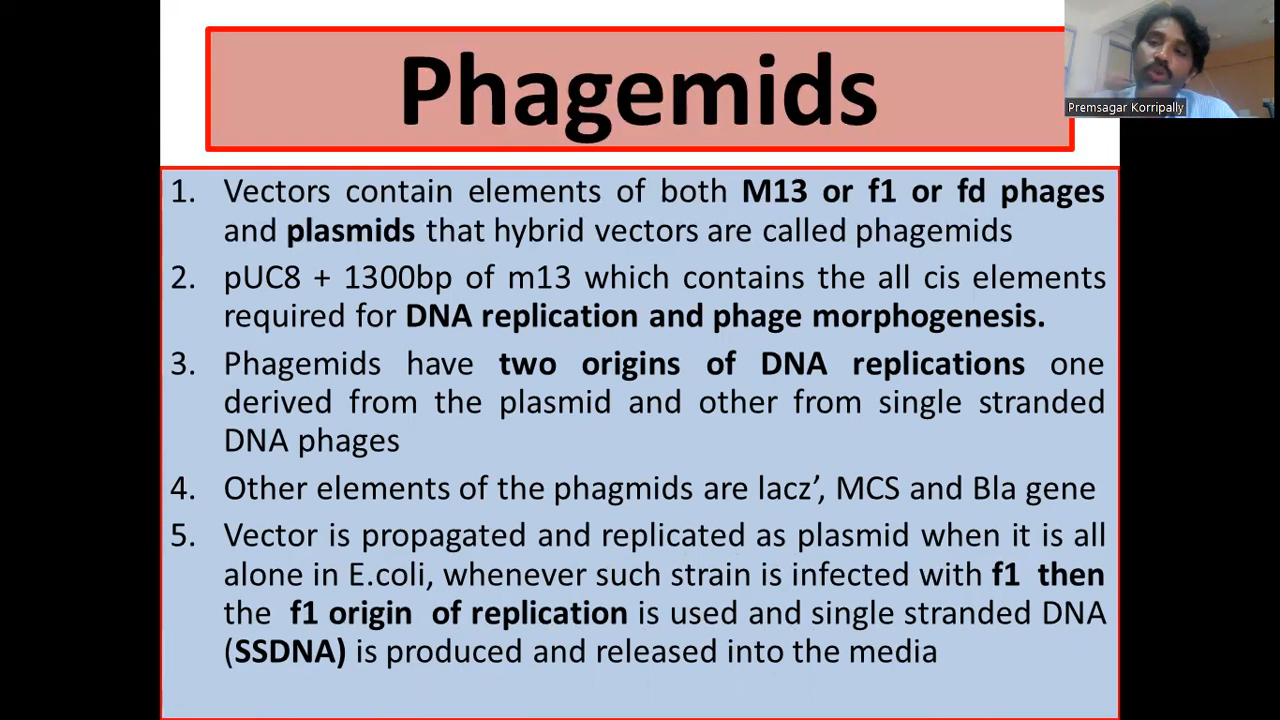 Phagemids
Premsagar Korripally
1. Vectors contain elements of both M13 or f1 or fd phages
and plasmids that hybrid vectors are called phagemids
2. pUC8 + 1300bp of m13 which contains the all cis elements
required for DNA replication and phage morphogenesis.
3. Phagemids have two origins of DNA replications one
derived from the plasmid and other from single stranded
DNA phages
4. Other elements of the phagmids are lacz’, MCS and Bla gene
5. Vector is propagated and replicated as plasmid when it is all
alone in E.coli, whenever such strain is infected with f1 then
the f1 origin of replication is used and single stranded DNA
(SSDNA) is produced and released into the media